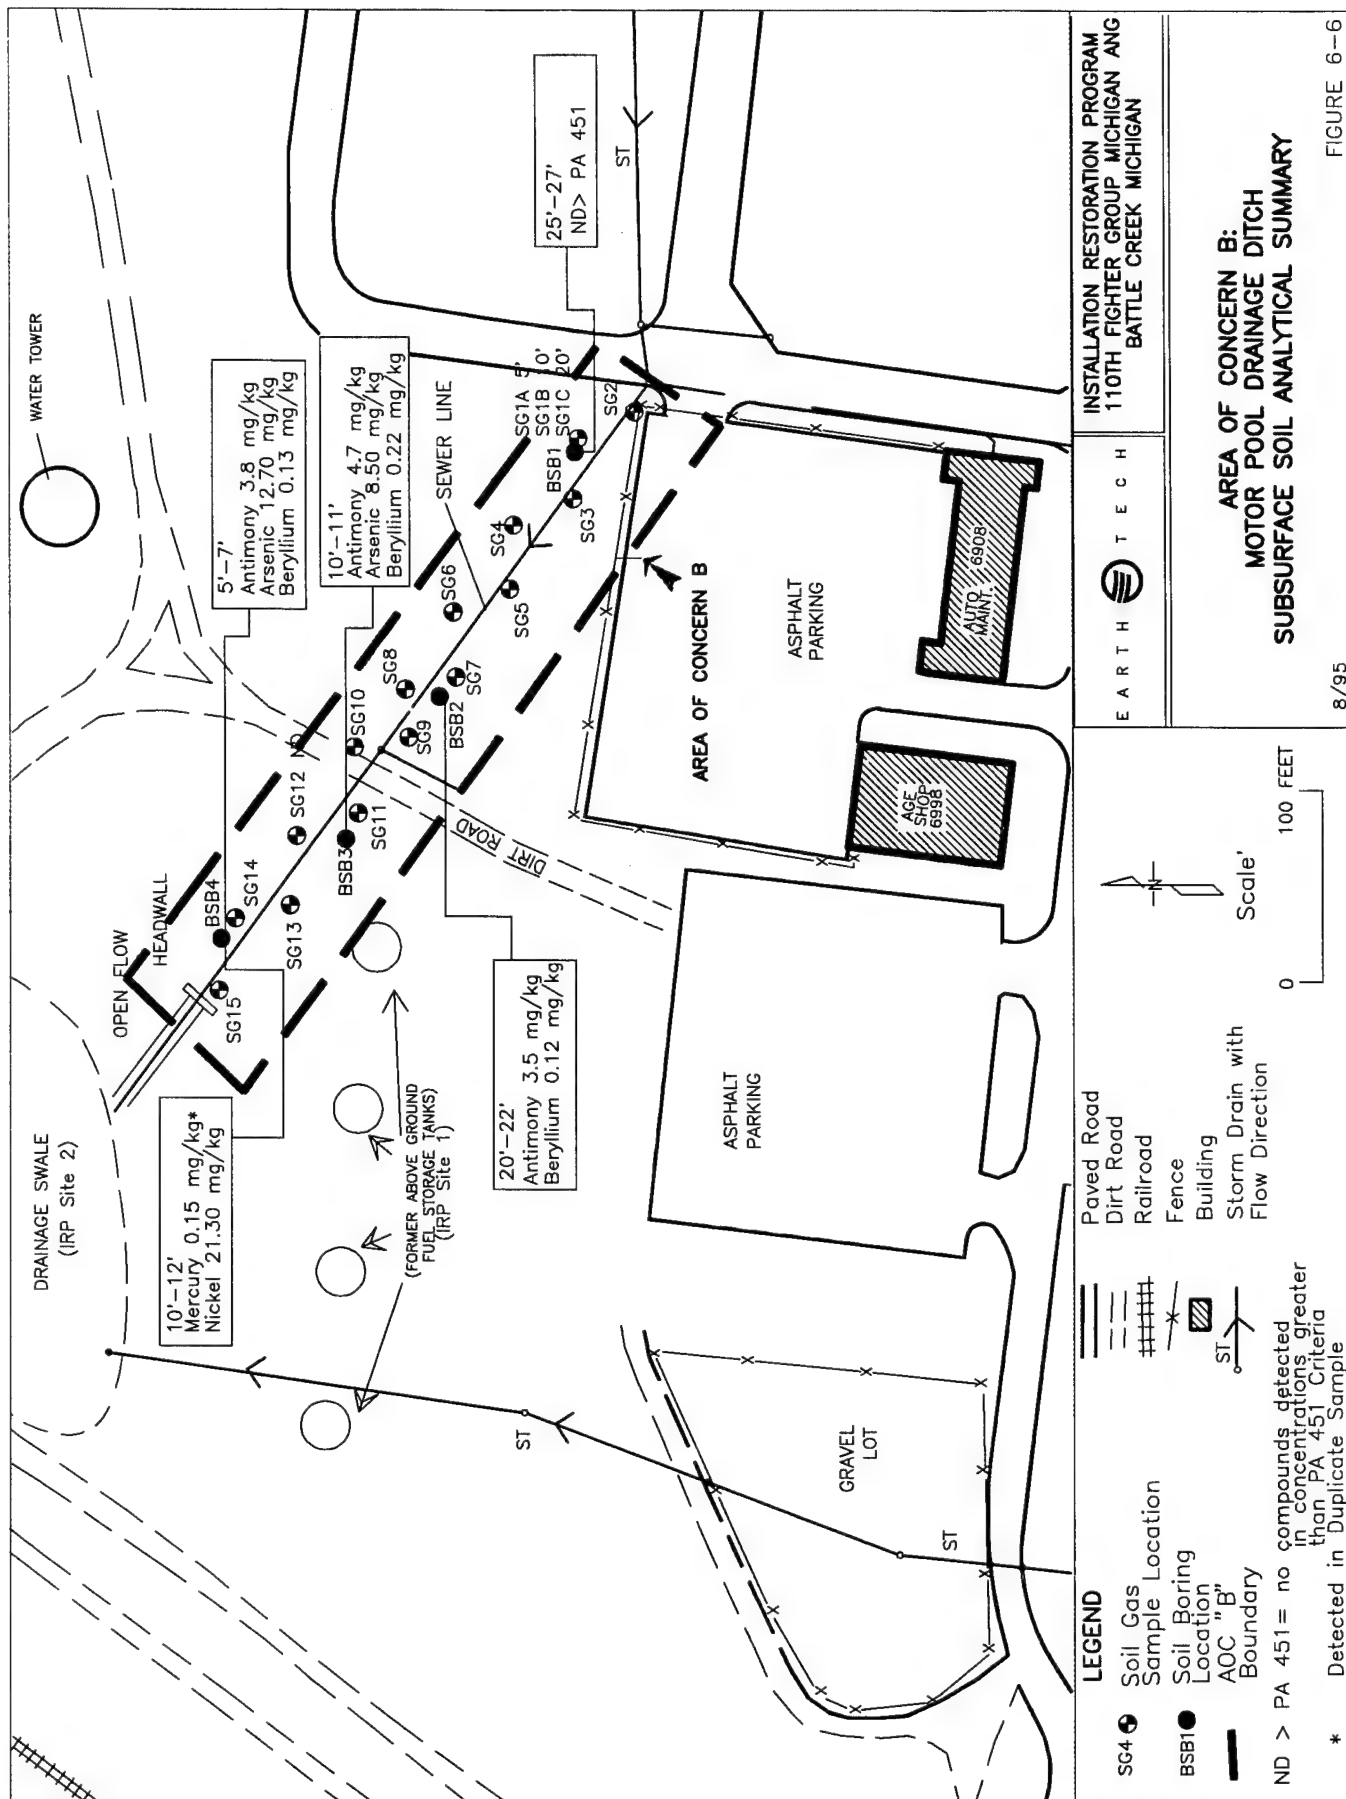 DRAINAGE SWALE
(IRP Site 2)
OPEN FLOW
HEADWALL
WATER TOWER
5'-7'
Antimony 3.8 mg/kg
Arsenic 12.70 mg/kg
Beryllium 0.13 mg/kg
10'-11'
Antimony 4.7 mg/kg
Arsenic 8.50 mg/kg
Beryllium 0.22 mg/kg
25'-27'
ND> PA 451
10'-12'
Mercury 0.15 mg/kg*
Nickel 21.30 mg/kg
20'-22'
Antimony 3.5 mg/kg
Beryllium 0.12 mg/kg
(FORMER ABOVE GROUND
FUEL STORAGE TANKS)
(IRP Site 1)
SG15
BSB4
SG14
SG13
SG12
ND
BSB3
SG11
SG10
SG9
SG8
BSB2
SG7
SG6
SG5
SG4
SG3
BSB1
SG1A 5'
SG1B 10'
SG1C 20'
SG2
SEWER LINE
DIRT ROAD
AREA OF CONCERN B
ST
ST
ST
ASPHALT
PARKING
ASPHALT
PARKING
GRAVEL
LOT
AGE
SHOP
6998
AUTO
MAINT.
6908
LEGEND
SG4 Soil Gas
Sample Location
BSB1 Soil Boring
Location
AOC "B"
Boundary
ND > PA 451= no compounds detected
in concentrations greater
than PA 451 Criteria
* Detected in Duplicate Sample
Paved Road
Dirt Road
Railroad
Fence
Building
ST Storm Drain with
Flow Direction
N
Scale'
0 100 FEET
EARTH TECH
INSTALLATION RESTORATION PROGRAM
110TH FIGHTER GROUP MICHIGAN ANG
BATTLE CREEK MICHIGAN
AREA OF CONCERN B:
MOTOR POOL DRAINAGE DITCH
SUBSURFACE SOIL ANALYTICAL SUMMARY
8/95
FIGURE 6-6